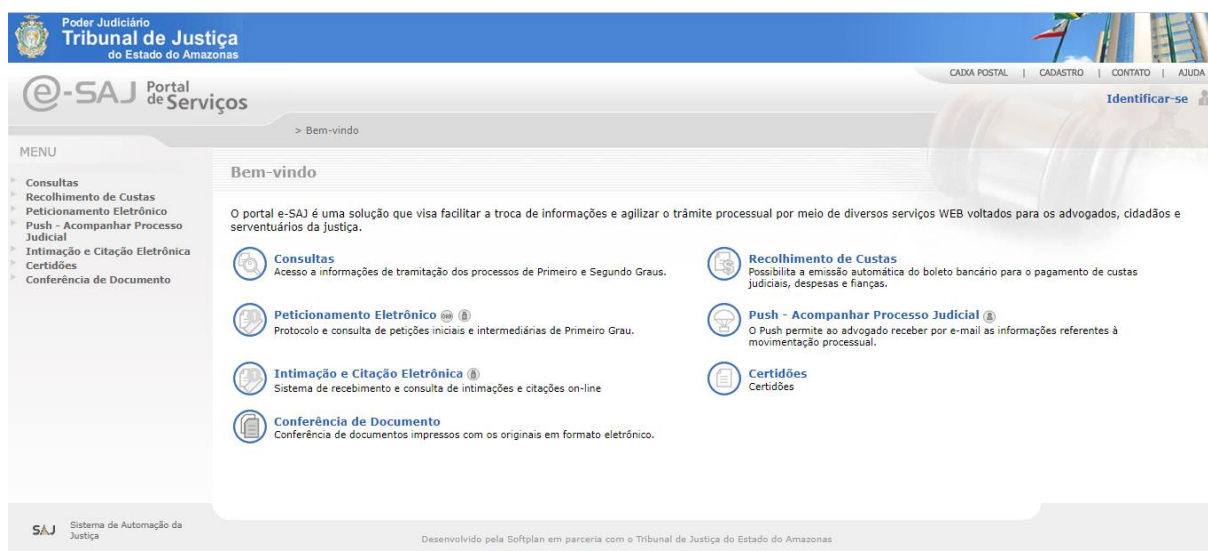 Poder Judiciário
Tribunal de Justiça
do Estado do Amazonas
CAIXA POSTAL | CADASTRO | CONTATO | AJUDA
e-SAJ Portal de Serviços
Identificar-se
> Bem-vindo
MENU
Consultas
Recolhimento de Custas
Peticionamento Eletrônico
Push - Acompanhar Processo
Judicial
Intimação e Citação Eletrônica
Certidões
Conferência de Documento
Bem-vindo
O portal e-SAJ é uma solução que visa facilitar a troca de informações e agilizar o trâmite processual por meio de diversos serviços WEB voltados para os advogados, cidadãos e
serventuários da justiça.
Consultas
Acesso a informações de tramitação dos processos de Primeiro e Segundo Graus.
Recolhimento de Custas
Possibilita a emissão automática do boleto bancário para o pagamento de custas
judiciais, despesas e fianças.
Peticionamento Eletrônico
Protocolo e consulta de petições iniciais e intermediárias de Primeiro Grau.
Push - Acompanhar Processo Judicial
O Push permite ao advogado receber por e-mail as informações referentes à
movimentação processual.
Intimação e Citação Eletrônica
Sistema de recebimento e consulta de intimações e citações on-line
Certidões
Certidões
Conferência de Documento
Conferência de documentos impressos com os originais em formato eletrônico.
SAJ Sistema de Automação da
Justiça
Desenvolvido pela Softplan em parceria com o Tribunal de Justiça do Estado do Amazonas